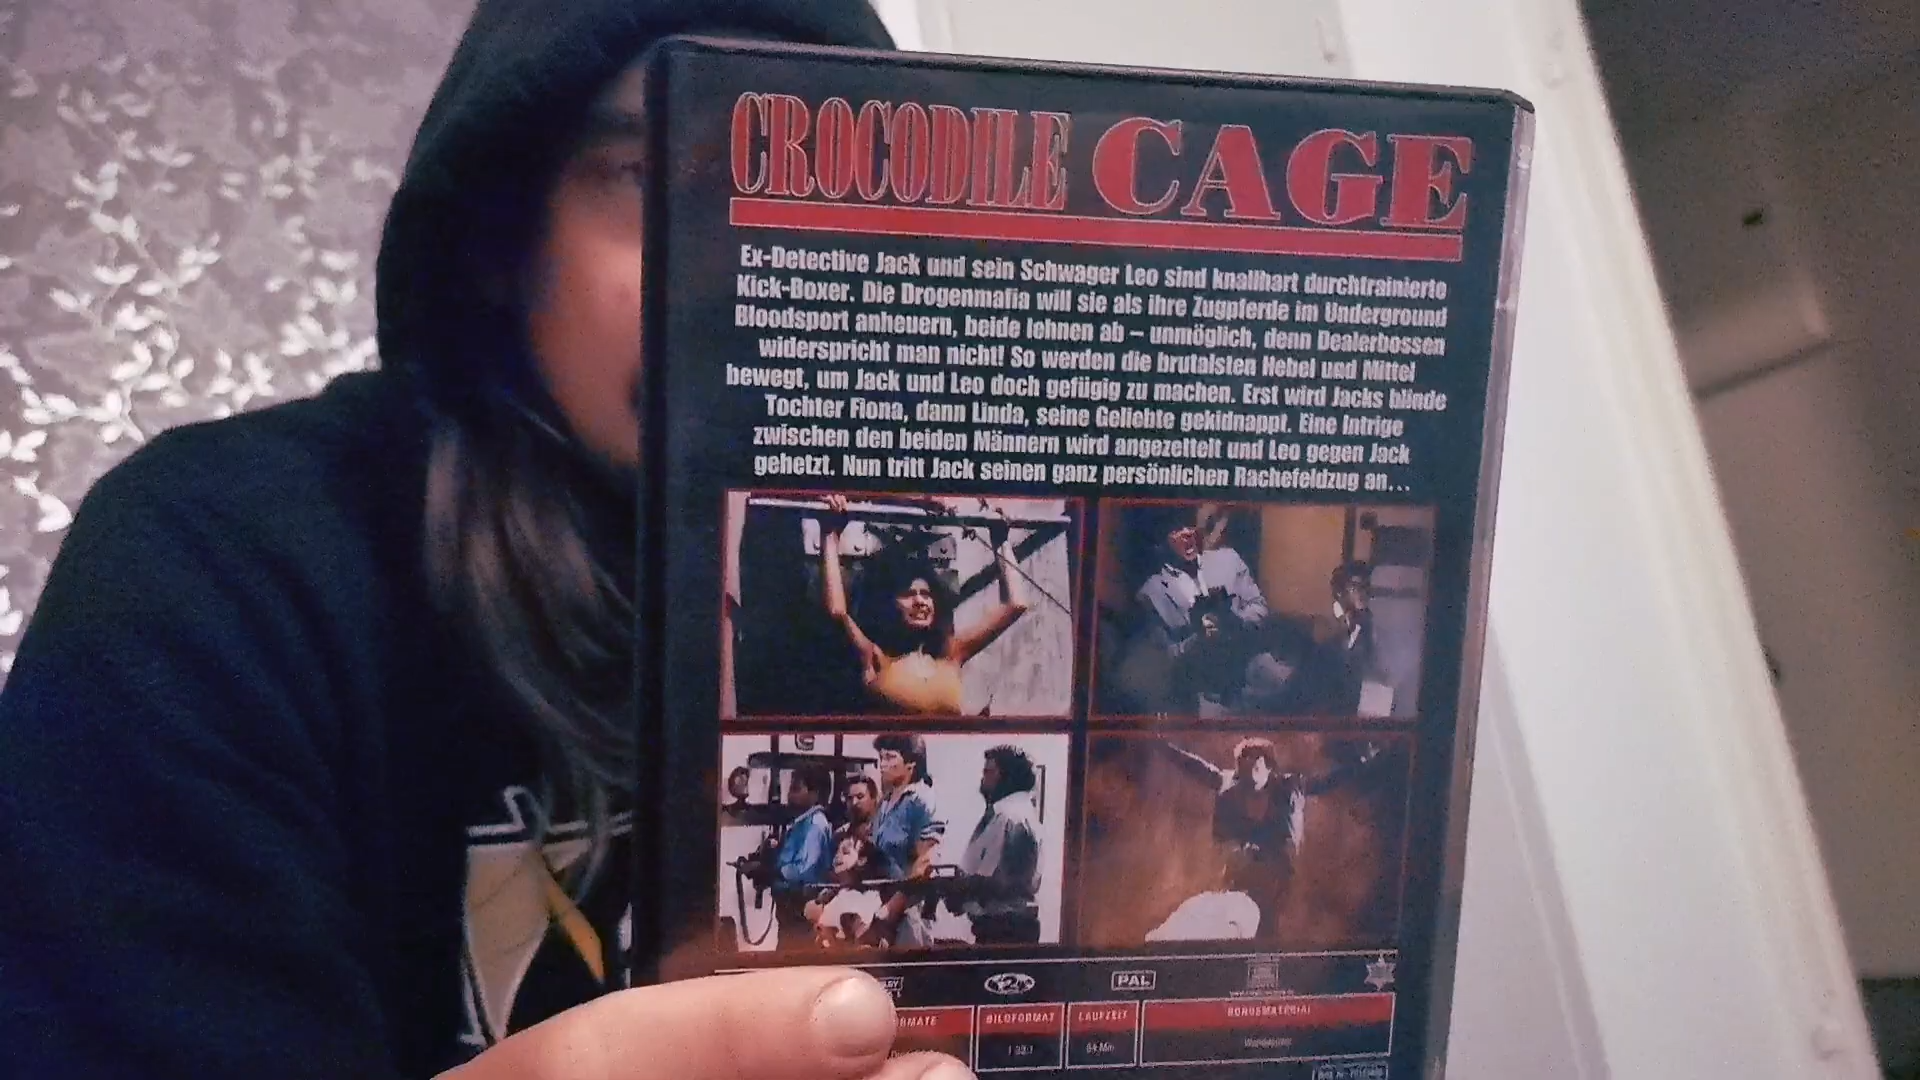 CROCODILE CAGE
Ex-Detective Jack und sein Schwager Leo sind knallhart durchtrainierte
Kick-Boxer. Die Drogenmafia will sie als ihre Zugpferde im Underground
Bloodsport anheuern, beide lehnen ab – unmöglich, denn Dealerbossen
widerspricht man nicht! So werden die brutalsten Hebel und Mittel
bewegt, um Jack und Leo doch gefügig zu machen. Erst wird Jacks blinde
Tochter Fiona, dann Linda, seine Geliebte gekidnappt. Eine Intrige
zwischen den beiden Männern wird angezettelt und Leo gegen Jack
gehetzt. Nun tritt Jack seinen ganz persönlichen Rachefeldzug an...
PAL
BILDFORMAT LAUFZEIT BONUSMATERIAL